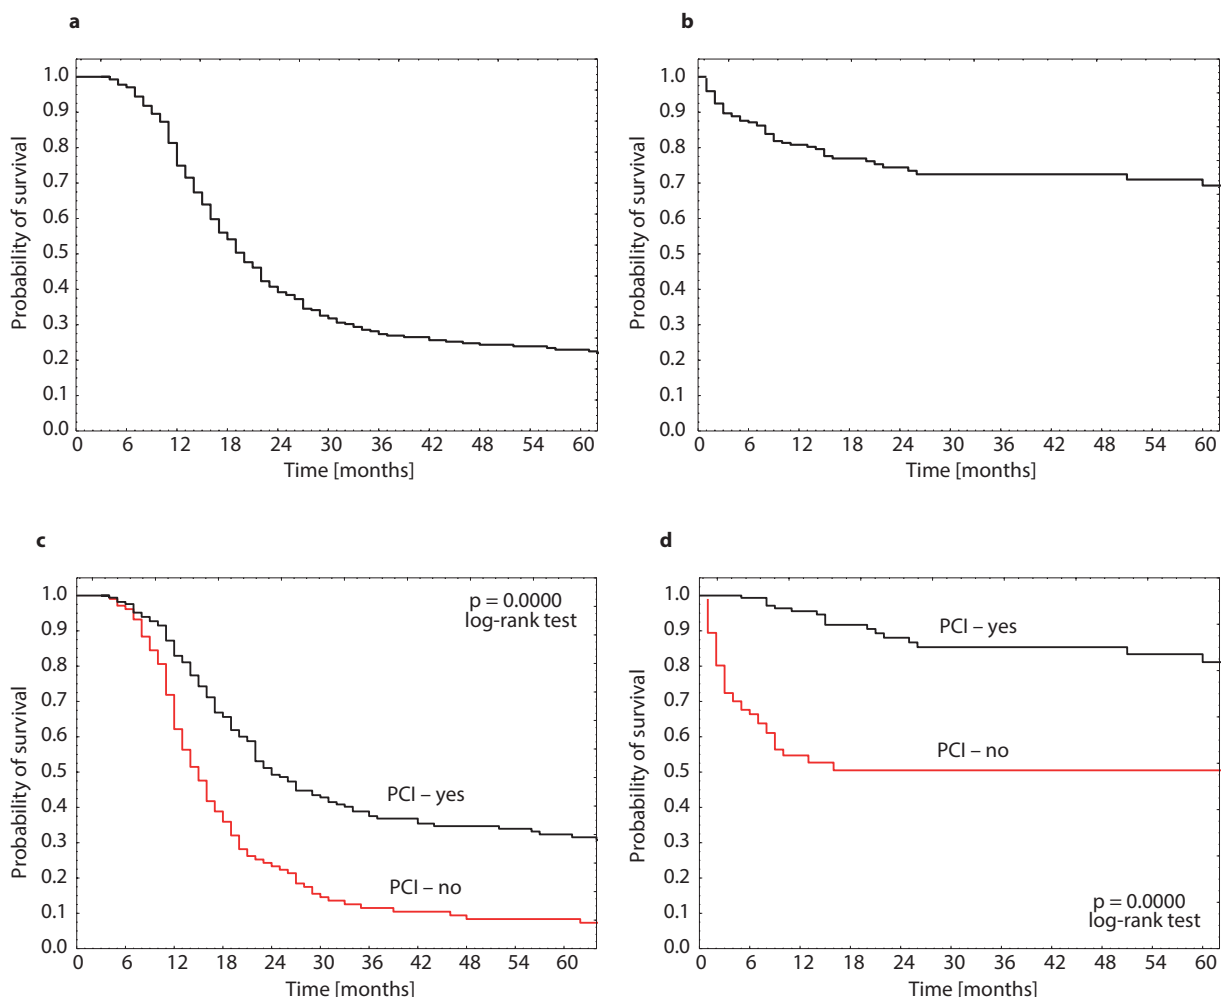 a
Probability of survival
1.0
0.9
0.8
0.7
0.6
0.5
0.4
0.3
0.2
0.1
0.0
0 6 12 18 24 30 36 42 48 54 60
Time [months]
b
Probability of survival
1.0
0.9
0.8
0.7
0.6
0.5
0.4
0.3
0.2
0.1
0.0
0 6 12 18 24 30 36 42 48 54 60
Time [months]
c
Probability of survival
1.0
0.9
0.8
0.7
0.6
0.5
0.4
0.3
0.2
0.1
0.0
p = 0.0000
log-rank test
PCI – yes
PCI – no
0 6 12 18 24 30 36 42 48 54 60
Time [months]
d
Probability of survival
1.0
0.9
0.8
0.7
0.6
0.5
0.4
0.3
0.2
0.1
0.0
PCI – yes
PCI – no
p = 0.0000
log-rank test
0 6 12 18 24 30 36 42 48 54 60
Time [months]